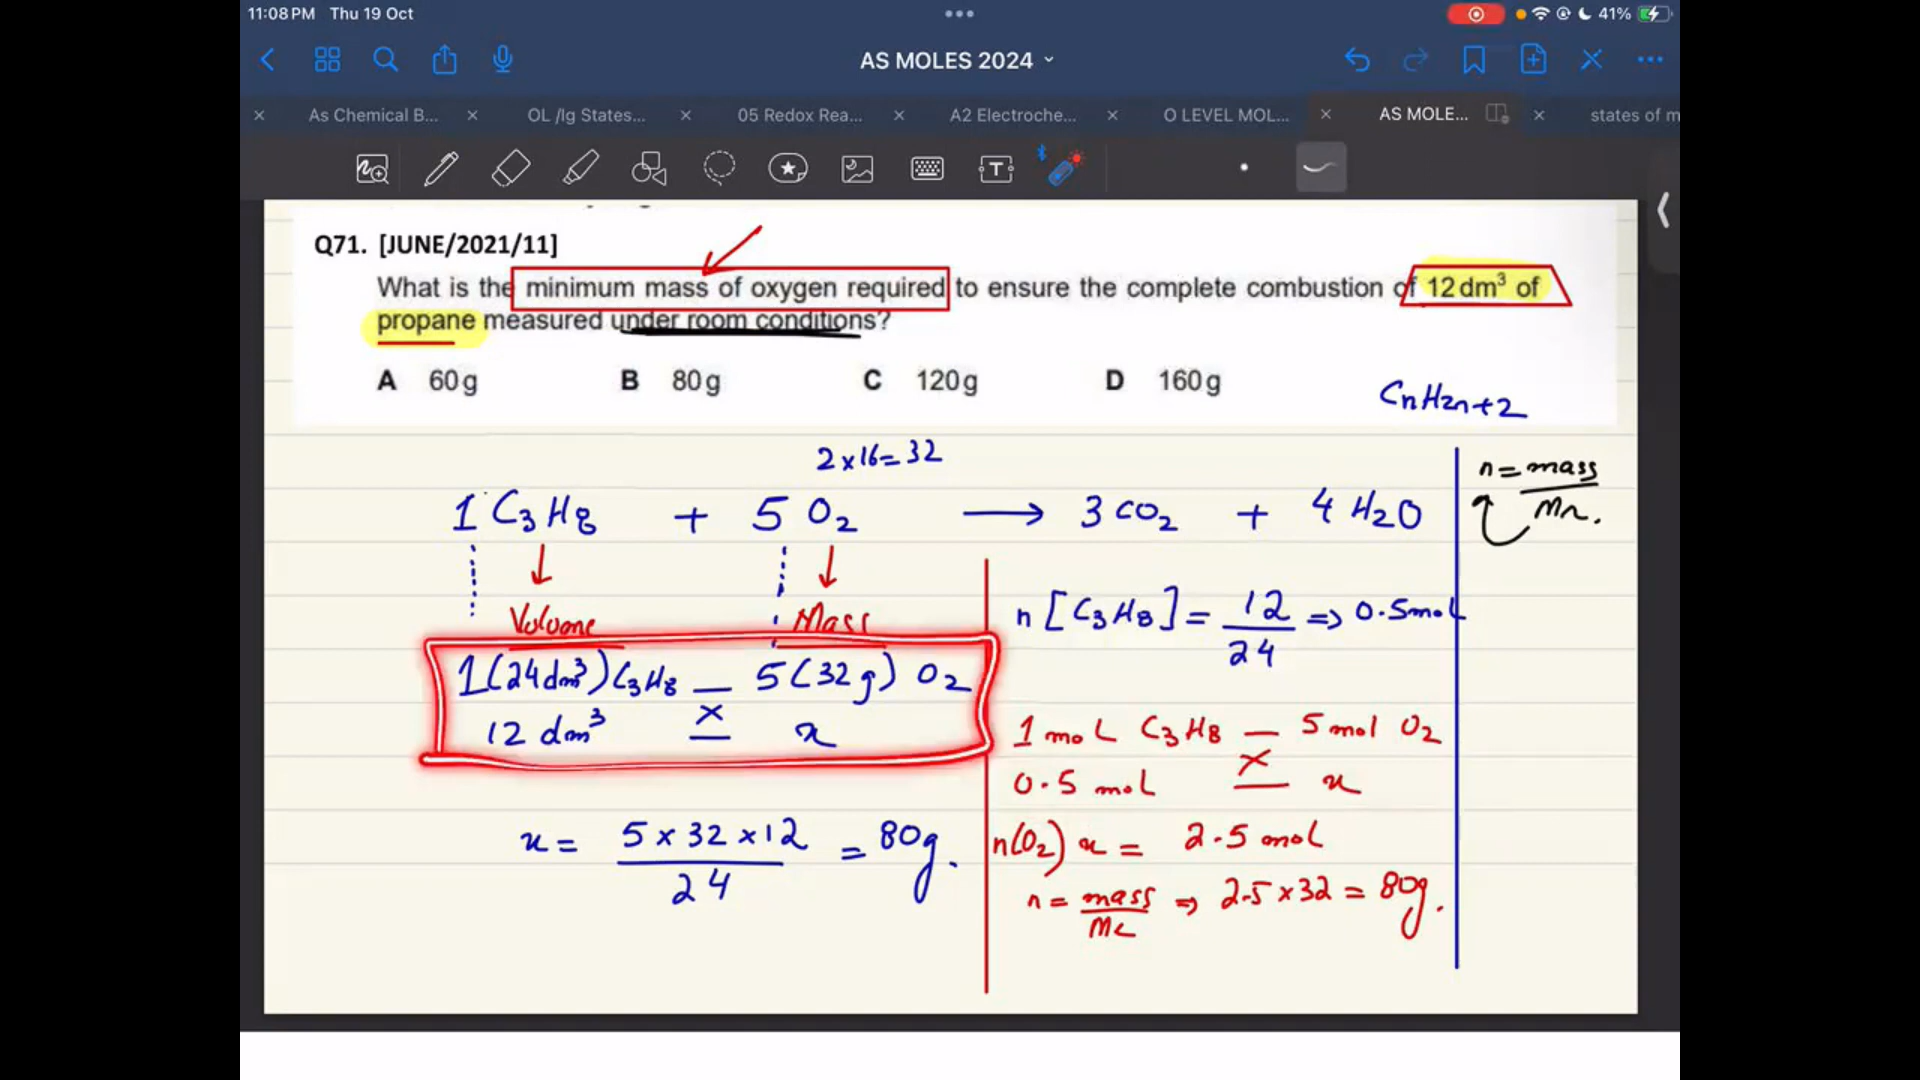 11:08 PM Thu 19 Oct
41%
AS MOLES 2024
As Chemical B...
OL /Ig States...
05 Redox Rea...
A2 Electroche...
O LEVEL MOL...
AS MOLE...
states of m
Q71. [JUNE/2021/11]
What is the minimum mass of oxygen required to ensure the complete combustion of 12 dm³ of
propane measured under room conditions?
A 60 g B 80 g C 120 g D 160 g
CnH2n+2
2 × 16 = 32
n = mass / Mr.
1 C₃H₈ + 5 O₂ → 3 CO₂ + 4 H₂O
Volume Mass
n [C₃H₈] = 12 / 24 ⇒ 0.5 mol
1(24dm³) C₃H₈ — 5(32g) O₂
12 dm³ × x
1 mol C₃H₈ — 5 mol O₂
0.5 mol × x
x = 5 × 32 × 12 / 24 = 80g.
n(O₂) x = 2.5 mol
n = mass / Mr ⇒ 2.5 × 32 = 80g.